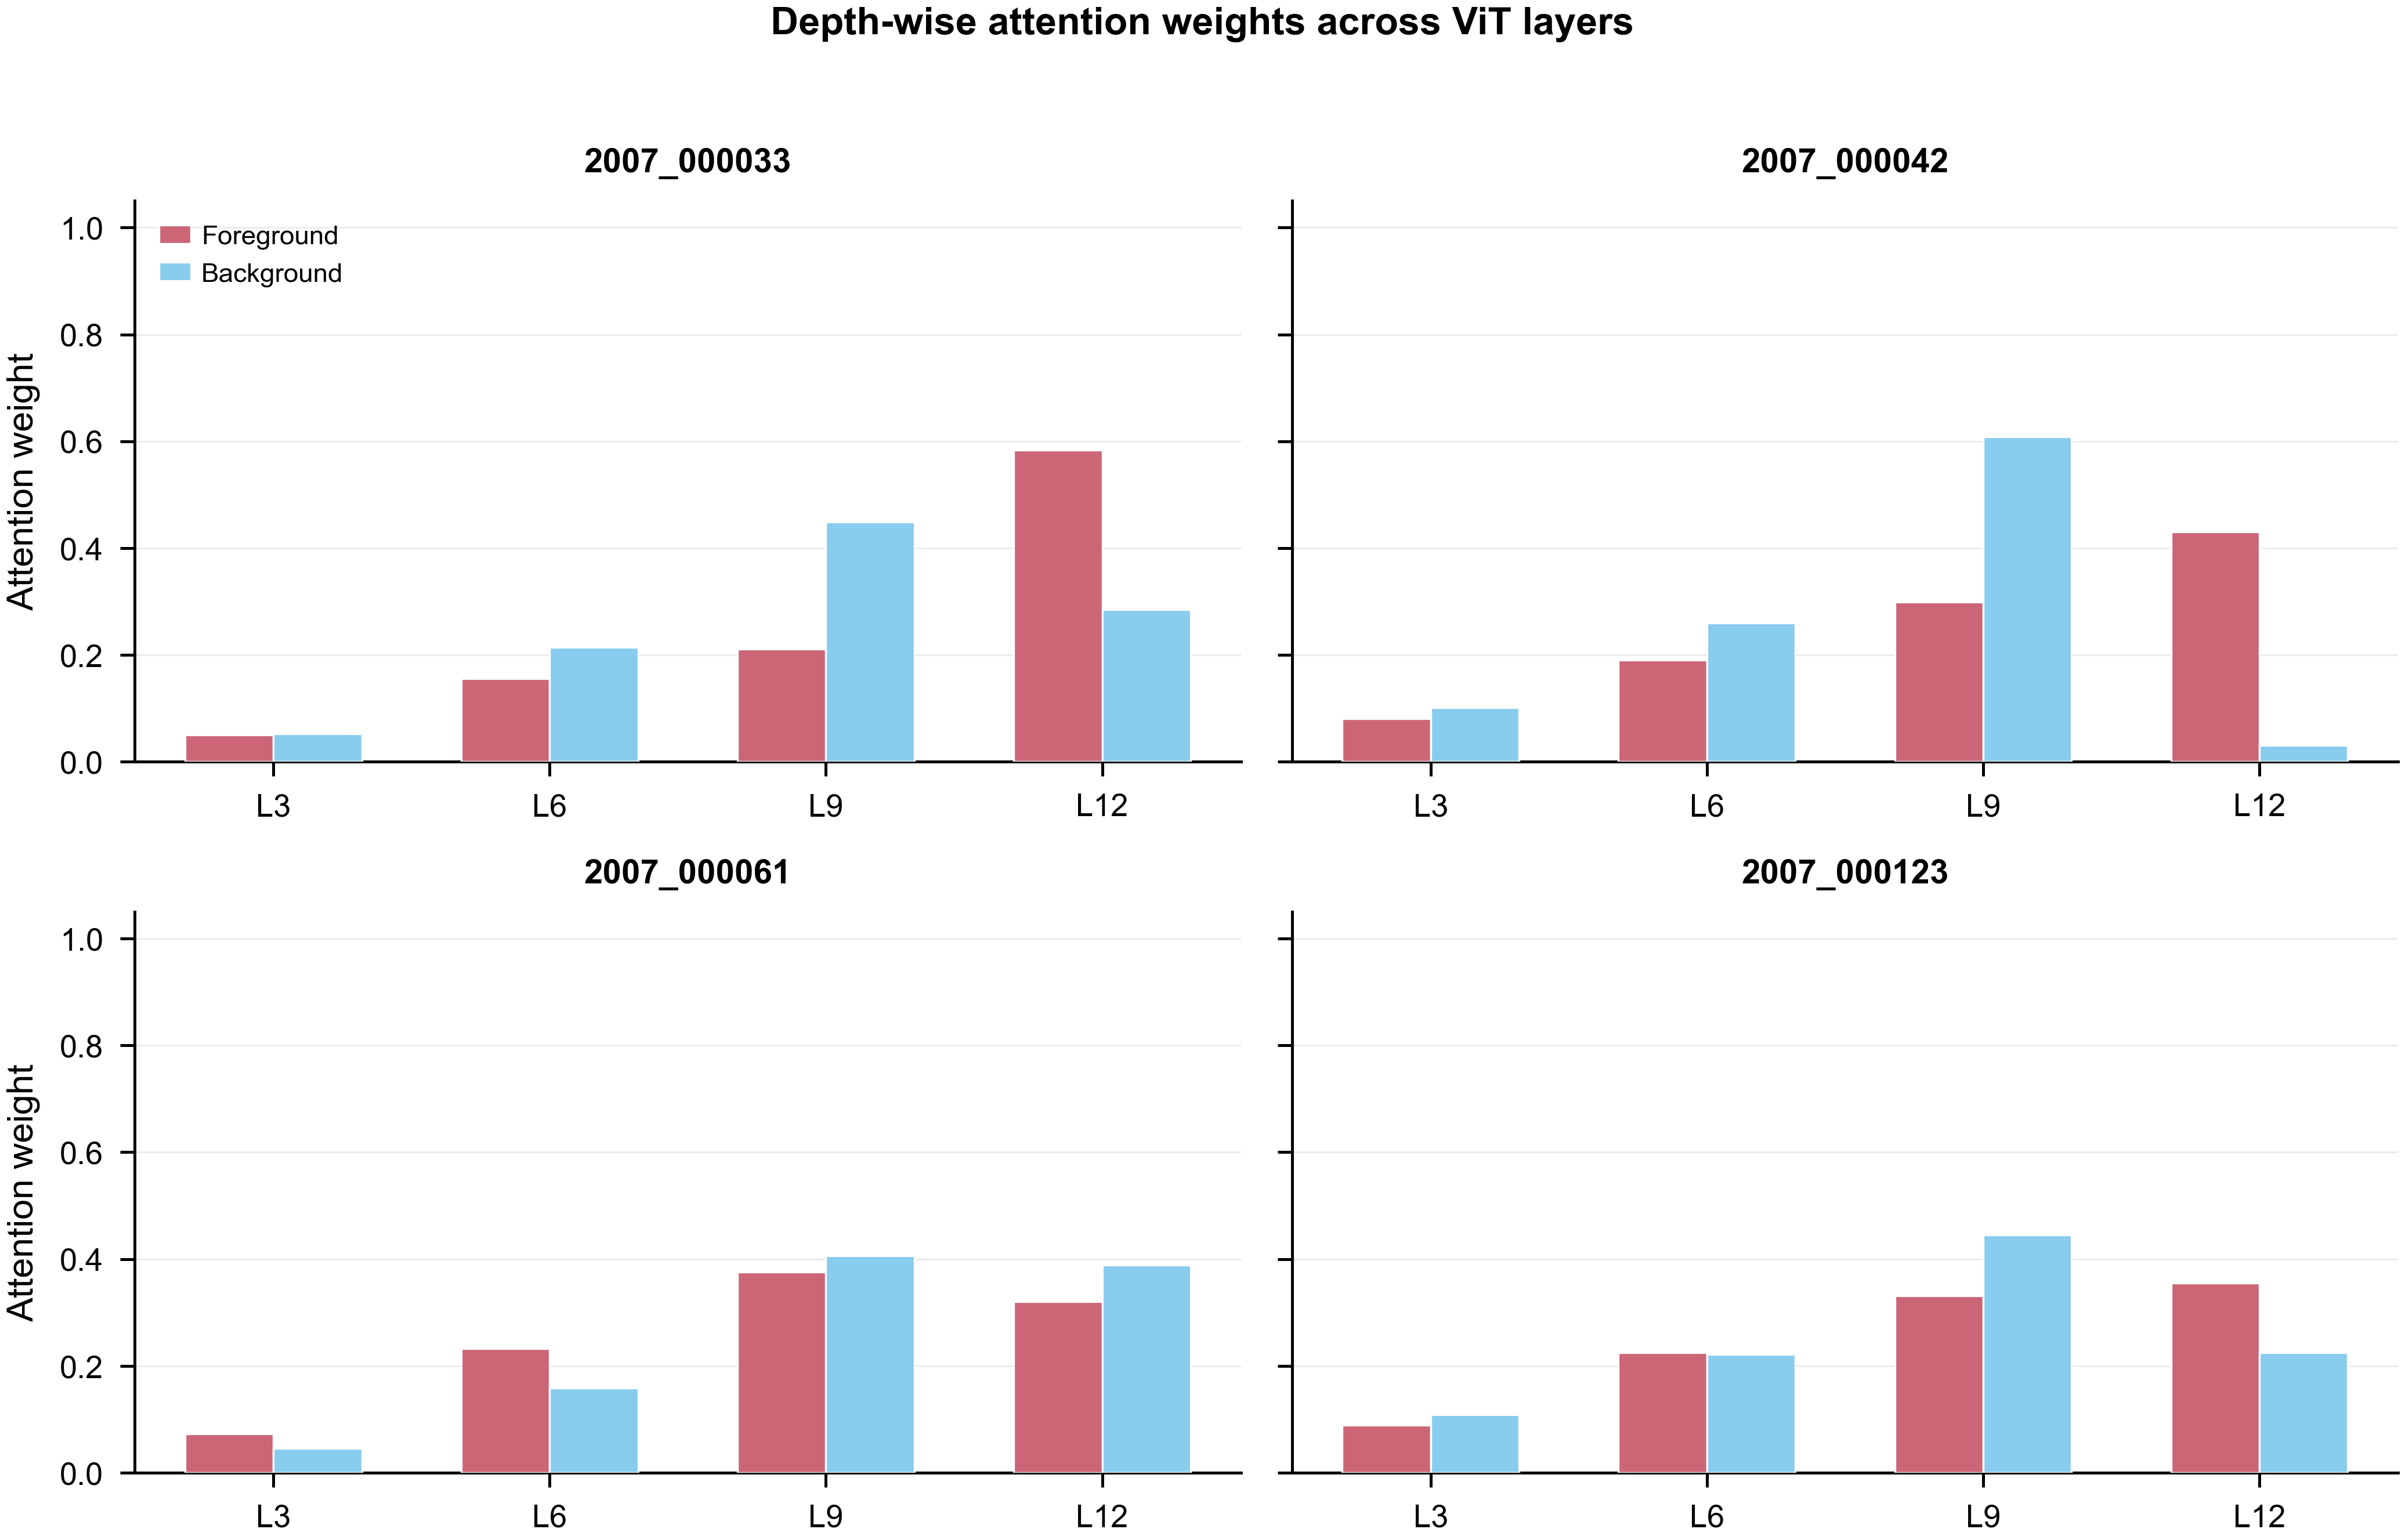 Depth-wise attention weights across ViT layers
2007_000033
Attention weight
1.0
0.8
0.6
0.4
0.2
0.0
Foreground
Background
L3 L6 L9 L12
2007_000042
L3 L6 L9 L12
2007_000061
Attention weight
1.0
0.8
0.6
0.4
0.2
0.0
L3 L6 L9 L12
2007_000123
L3 L6 L9 L12